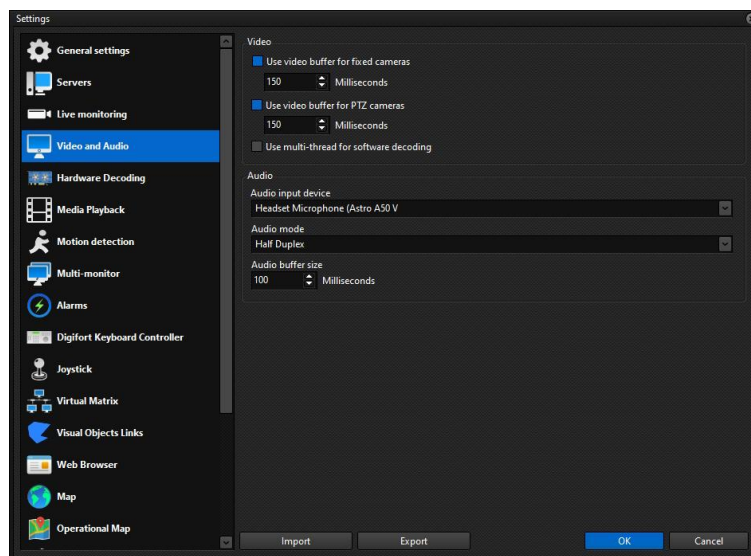 Settings
General settings
Servers
Live monitoring
Video and Audio
Hardware Decoding
Media Playback
Motion detection
Multi-monitor
Alarms
Digifort Keyboard Controller
Joystick
Virtual Matrix
Visual Objects Links
Web Browser
Map
Operational Map
Video
Use video buffer for fixed cameras
150 Milliseconds
Use video buffer for PTZ cameras
150 Milliseconds
Use multi-thread for software decoding
Audio
Audio input device
Headset Microphone (Astro A50 V
Audio mode
Half Duplex
Audio buffer size
100 Milliseconds
Import Export OK Cancel